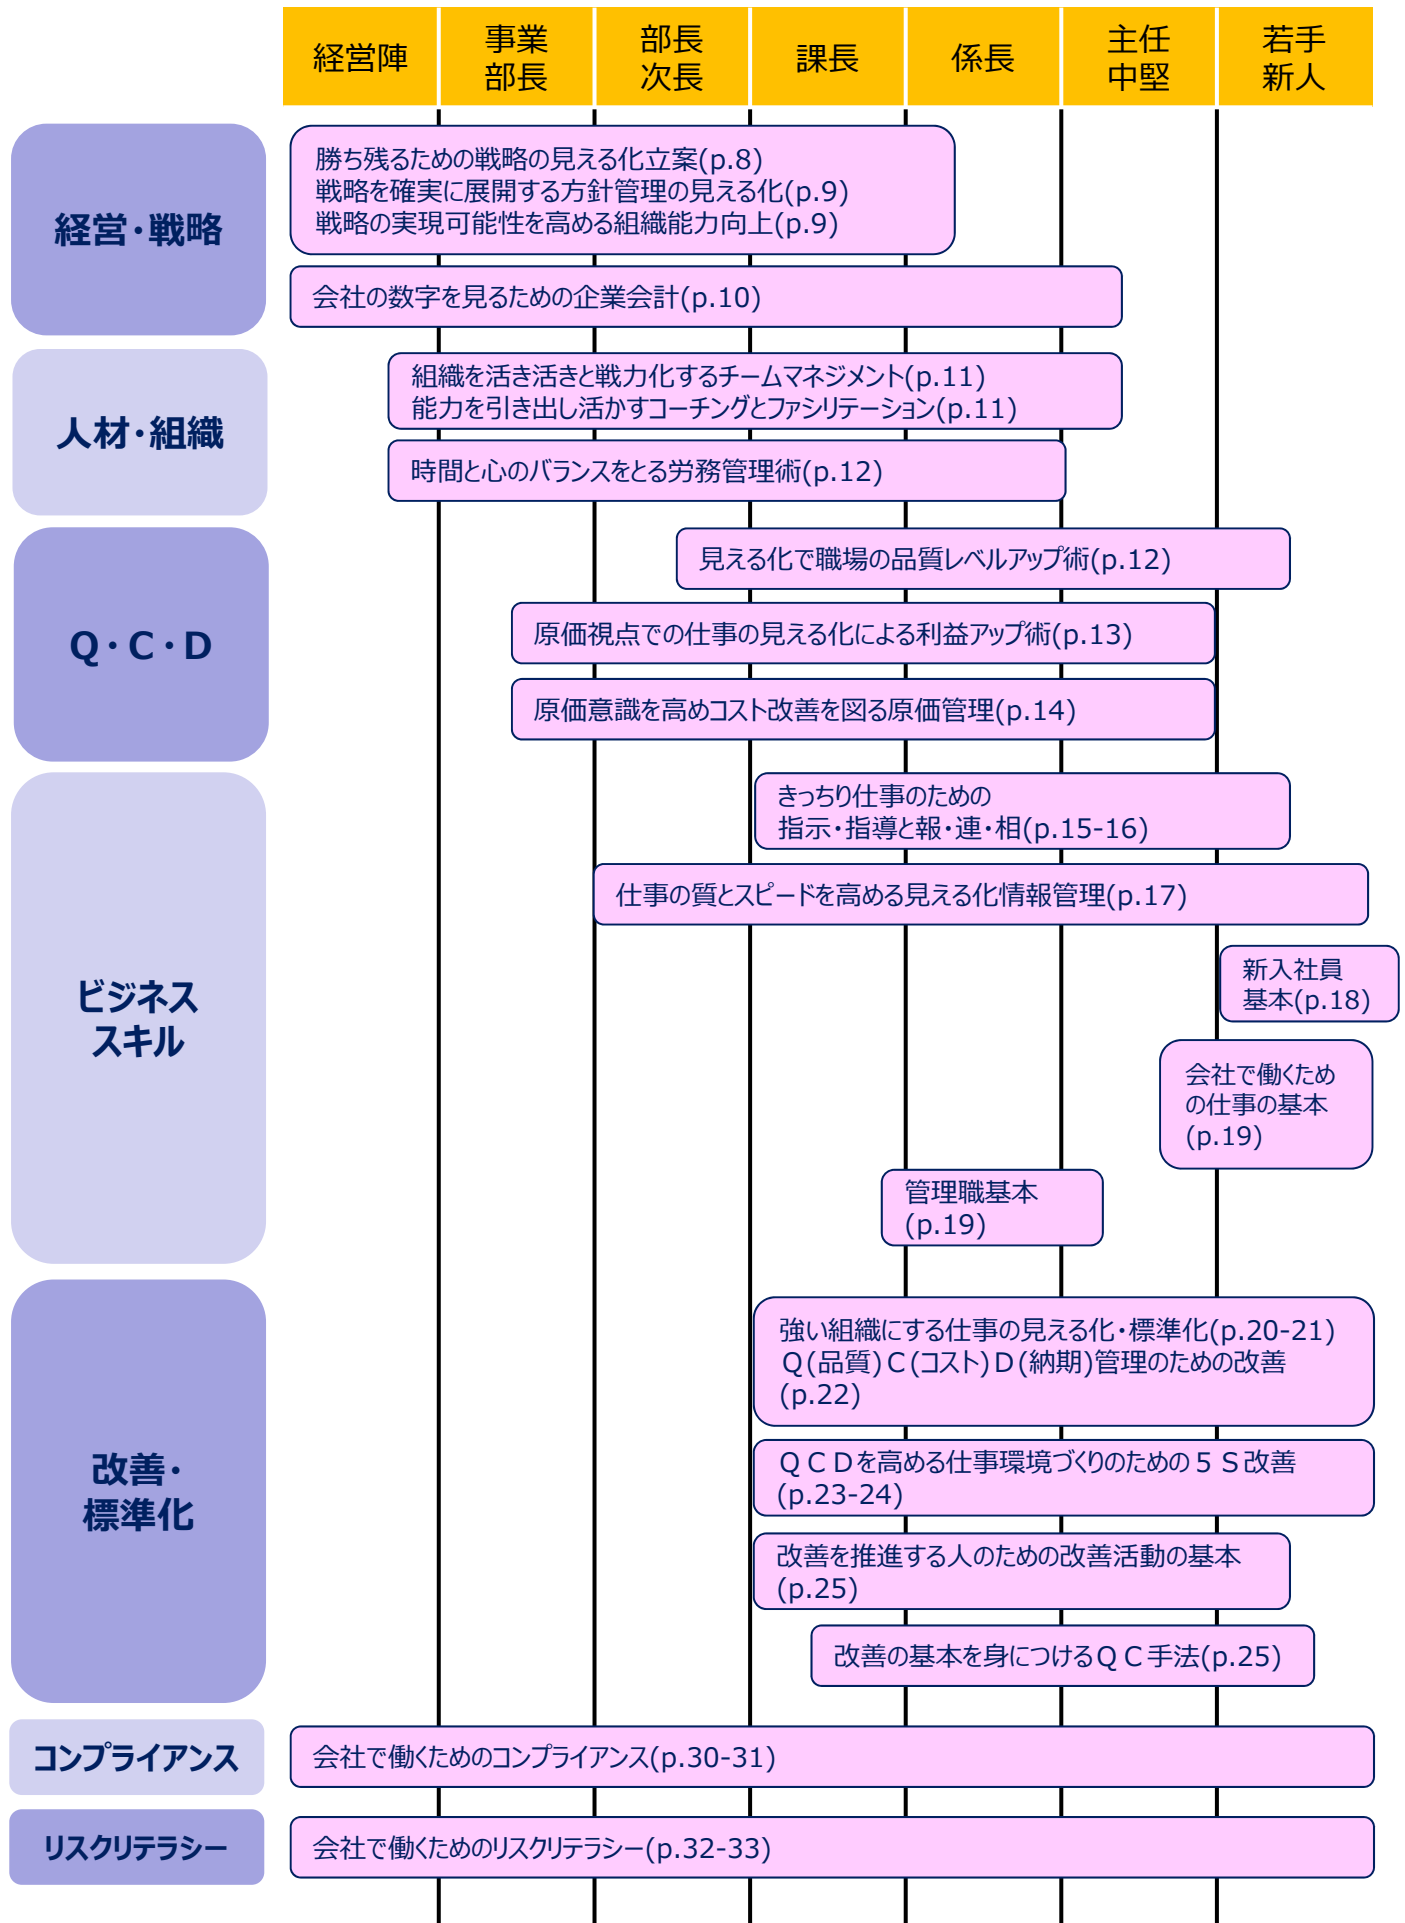 経営陣
事業
部長
部長
次長
課長
係長
主任
中堅
若手
新人
経営・戦略
勝ち残るための戦略の見える化立案(p.8)
戦略を確実に展開する方針管理の見える化(p.9)
戦略の実現可能性を高める組織能力向上(p.9)
会社の数字を見るための企業会計(p.10)
人材・組織
組織を活き活きと戦力化するチームマネジメント(p.11)
能力を引き出し活かすコーチングとファシリテーション(p.11)
時間と心のバランスをとる労務管理術(p.12)
Q・C・D
見える化で職場の品質レベルアップ術(p.12)
原価視点での仕事の見える化による利益アップ術(p.13)
原価意識を高めコスト改善を図る原価管理(p.14)
ビジネス
スキル
きっちり仕事のための
指示・指導と報・連・相(p.15-16)
仕事の質とスピードを高める見える化情報管理(p.17)
新入社員
基本(p.18)
会社で働くため
の仕事の基本
(p.19)
管理職基本
(p.19)
改善・
標準化
強い組織にする仕事の見える化・標準化(p.20-21)
Ｑ(品質)Ｃ(コスト)Ｄ(納期)管理のための改善
(p.22)
ＱＣＤを高める仕事環境づくりのための５Ｓ改善
(p.23-24)
改善を推進する人のための改善活動の基本
(p.25)
改善の基本を身につけるＱＣ手法(p.25)
コンプライアンス
会社で働くためのコンプライアンス(p.30-31)
リスクリテラシー
会社で働くためのリスクリテラシー(p.32-33)